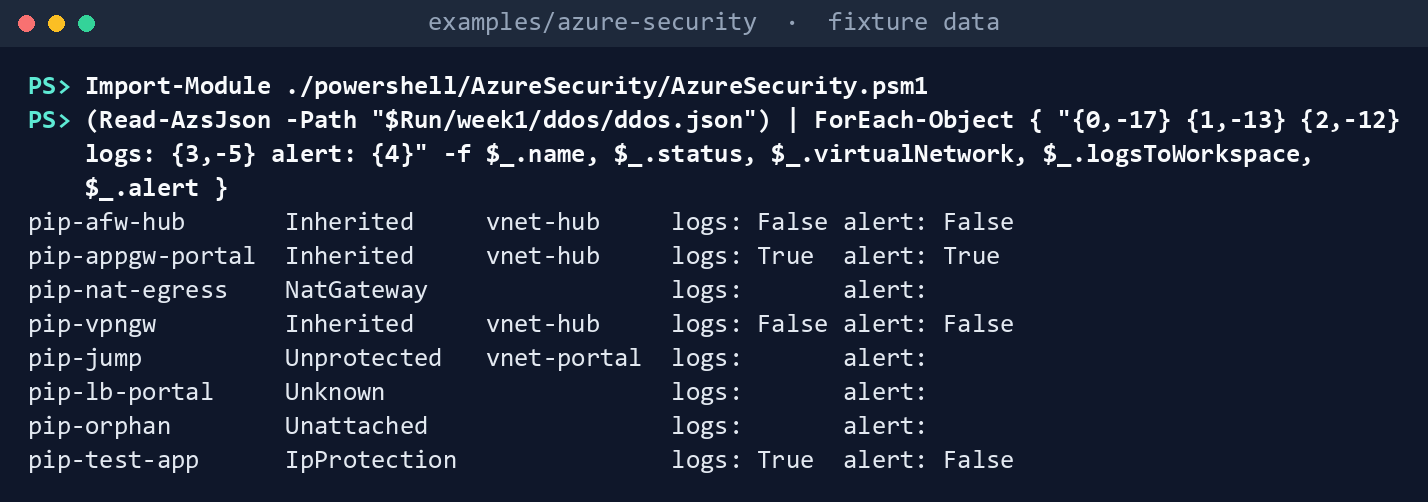 examples/azure-security · fixture data
PS> Import-Module ./powershell/AzureSecurity/AzureSecurity.psm1
PS> (Read-AzsJson -Path "$Run/week1/ddos/ddos.json") | ForEach-Object { "{0,-17} {1,-13} {2,-12}
logs: {3,-5} alert: {4}" -f $_.name, $_.status, $_.virtualNetwork, $_.logsToWorkspace,
$_.alert }
pip-afw-hub       Inherited     vnet-hub     logs: False alert: False
pip-appgw-portal  Inherited     vnet-hub     logs: True  alert: True
pip-nat-egress    NatGateway                 logs:       alert:
pip-vpngw         Inherited     vnet-hub     logs: False alert: False
pip-jump          Unprotected   vnet-portal  logs:       alert:
pip-lb-portal     Unknown                    logs:       alert:
pip-orphan        Unattached                 logs:       alert:
pip-test-app      IpProtection               logs: True  alert: False